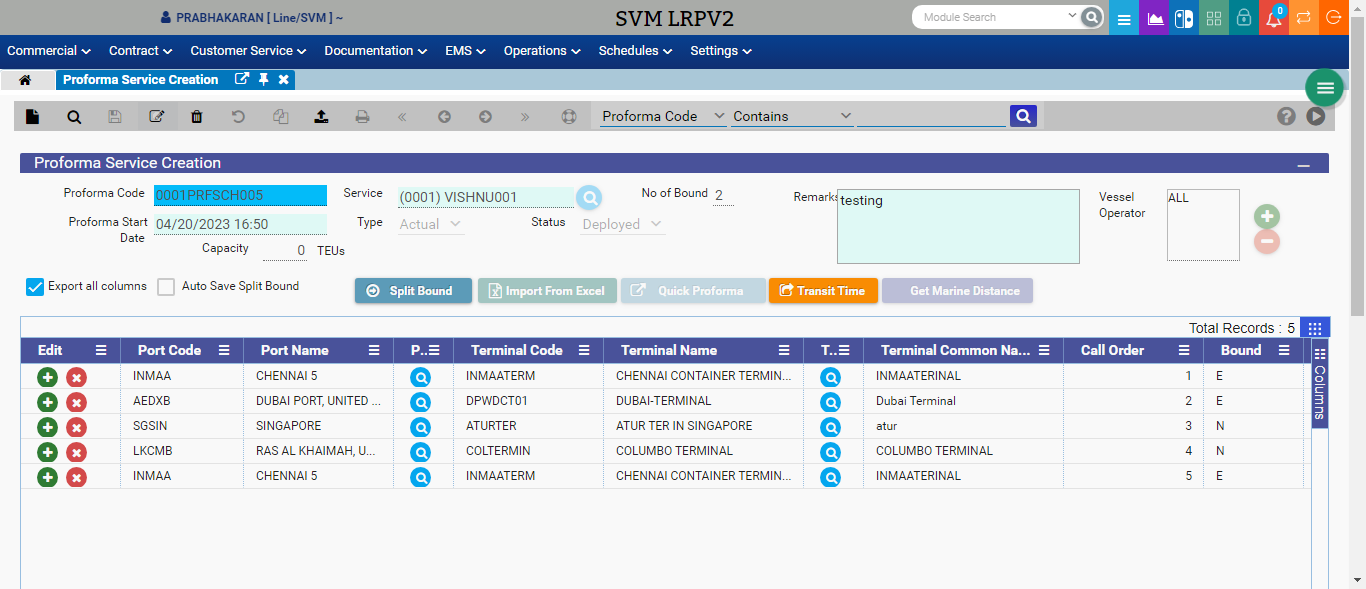 PRABHAKARAN [ Line/SVM ] ~
SVM LRPV2
Module Search
0
Commercial Contract Customer Service Documentation EMS Operations Schedules Settings
Proforma Service Creation
Proforma Code Contains
Proforma Service Creation
Proforma Code 0001PRFSCH005 Service (0001) VISHNU001 No of Bound 2 Remarks testing Vessel Operator ALL
Proforma Start Date 04/20/2023 16:50 Type Actual Status Deployed
Capacity 0 TEUs
Export all columns Auto Save Split Bound Split Bound Import From Excel Quick Proforma Transit Time Get Marine Distance
Total Records : 5
Edit Port Code Port Name P.. Terminal Code Terminal Name T.. Terminal Common Na... Call Order Bound
INMAA CHENNAI 5 INMAATERM CHENNAI CONTAINER TERMIN... INMAATERINAL 1 E
AEDXB DUBAI PORT, UNITED ... DPWDCT01 DUBAI-TERMINAL Dubai Terminal 2 E
SGSIN SINGAPORE ATURTER ATUR TER IN SINGAPORE atur 3 N
LKCMB RAS AL KHAIMAH, U... COLTERMIN COLUMBO TERMINAL COLUMBO TERMINAL 4 N
INMAA CHENNAI 5 INMAATERM CHENNAI CONTAINER TERMIN... INMAATERINAL 5 E
Columns